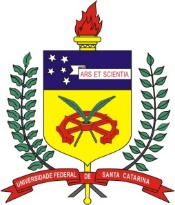 ARS ET SCIENTIA
UNIVERSIDADE FEDERAL DE SANTA CATARINA